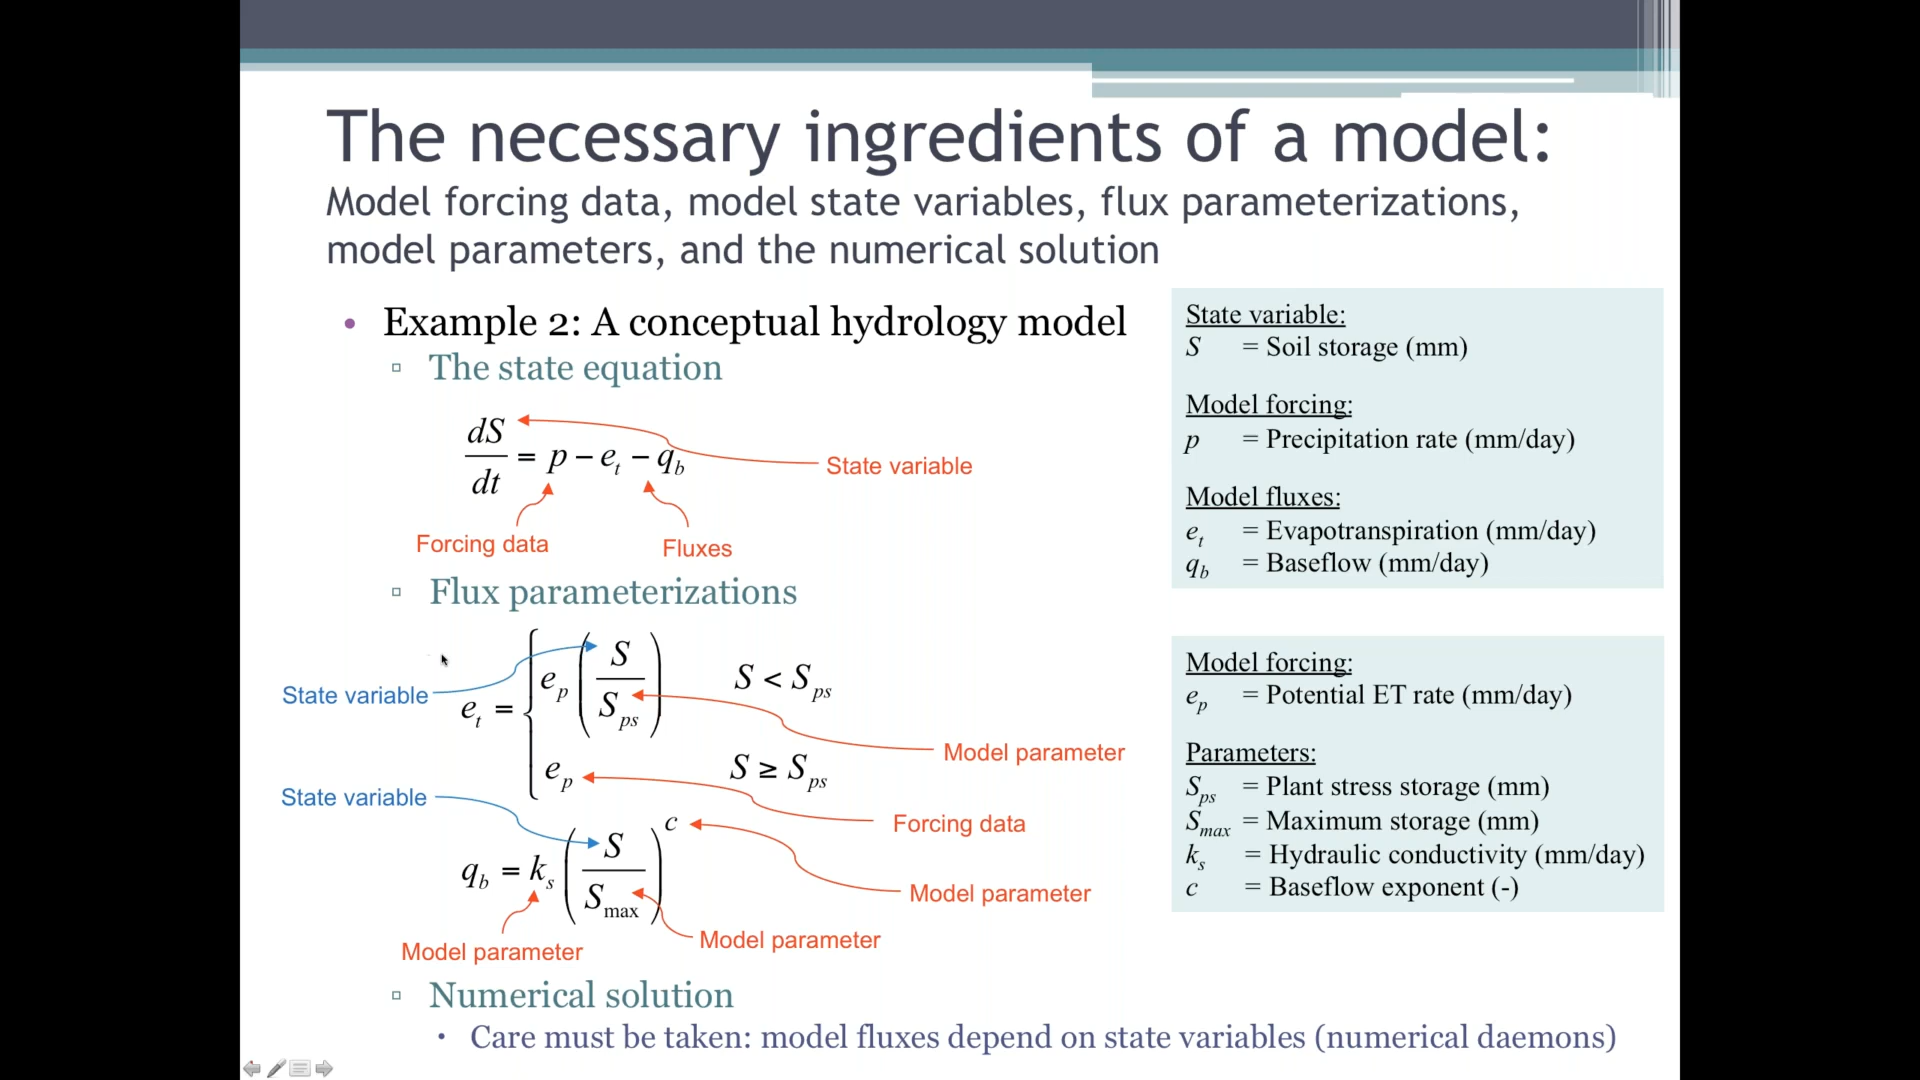 The necessary ingredients of a model:
Model forcing data, model state variables, flux parameterizations,
model parameters, and the numerical solution
• Example 2: A conceptual hydrology model
▫ The state equation
dS/dt = p − e_t − q_b
State variable
Forcing data
Fluxes
▫ Flux parameterizations
State variable
e_t = { e_p (S / S_ps) S < S_ps
Model parameter
e_p S ≥ S_ps
State variable
Forcing data
q_b = k_s (S / S_max)^c
Model parameter
Model parameter
Model parameter
▫ Numerical solution
• Care must be taken: model fluxes depend on state variables (numerical daemons)
State variable:
S = Soil storage (mm)
Model forcing:
p = Precipitation rate (mm/day)
Model fluxes:
e_t = Evapotranspiration (mm/day)
q_b = Baseflow (mm/day)
Model forcing:
e_p = Potential ET rate (mm/day)
Parameters:
S_ps = Plant stress storage (mm)
S_max = Maximum storage (mm)
k_s = Hydraulic conductivity (mm/day)
c = Baseflow exponent (-)